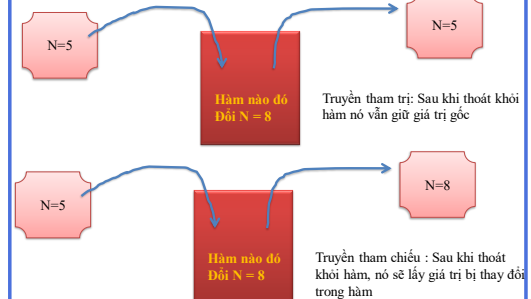 N=5
N=5
Hàm nào đó
Đổi N = 8
Truyền tham trị: Sau khi thoát khỏi
hàm nó vẫn giữ giá trị gốc
N=5
N=8
Hàm nào đó
Đổi N = 8
Truyền tham chiếu : Sau khi thoát
khỏi hàm, nó sẽ lấy giá trị bị thay đổi
trong hàm